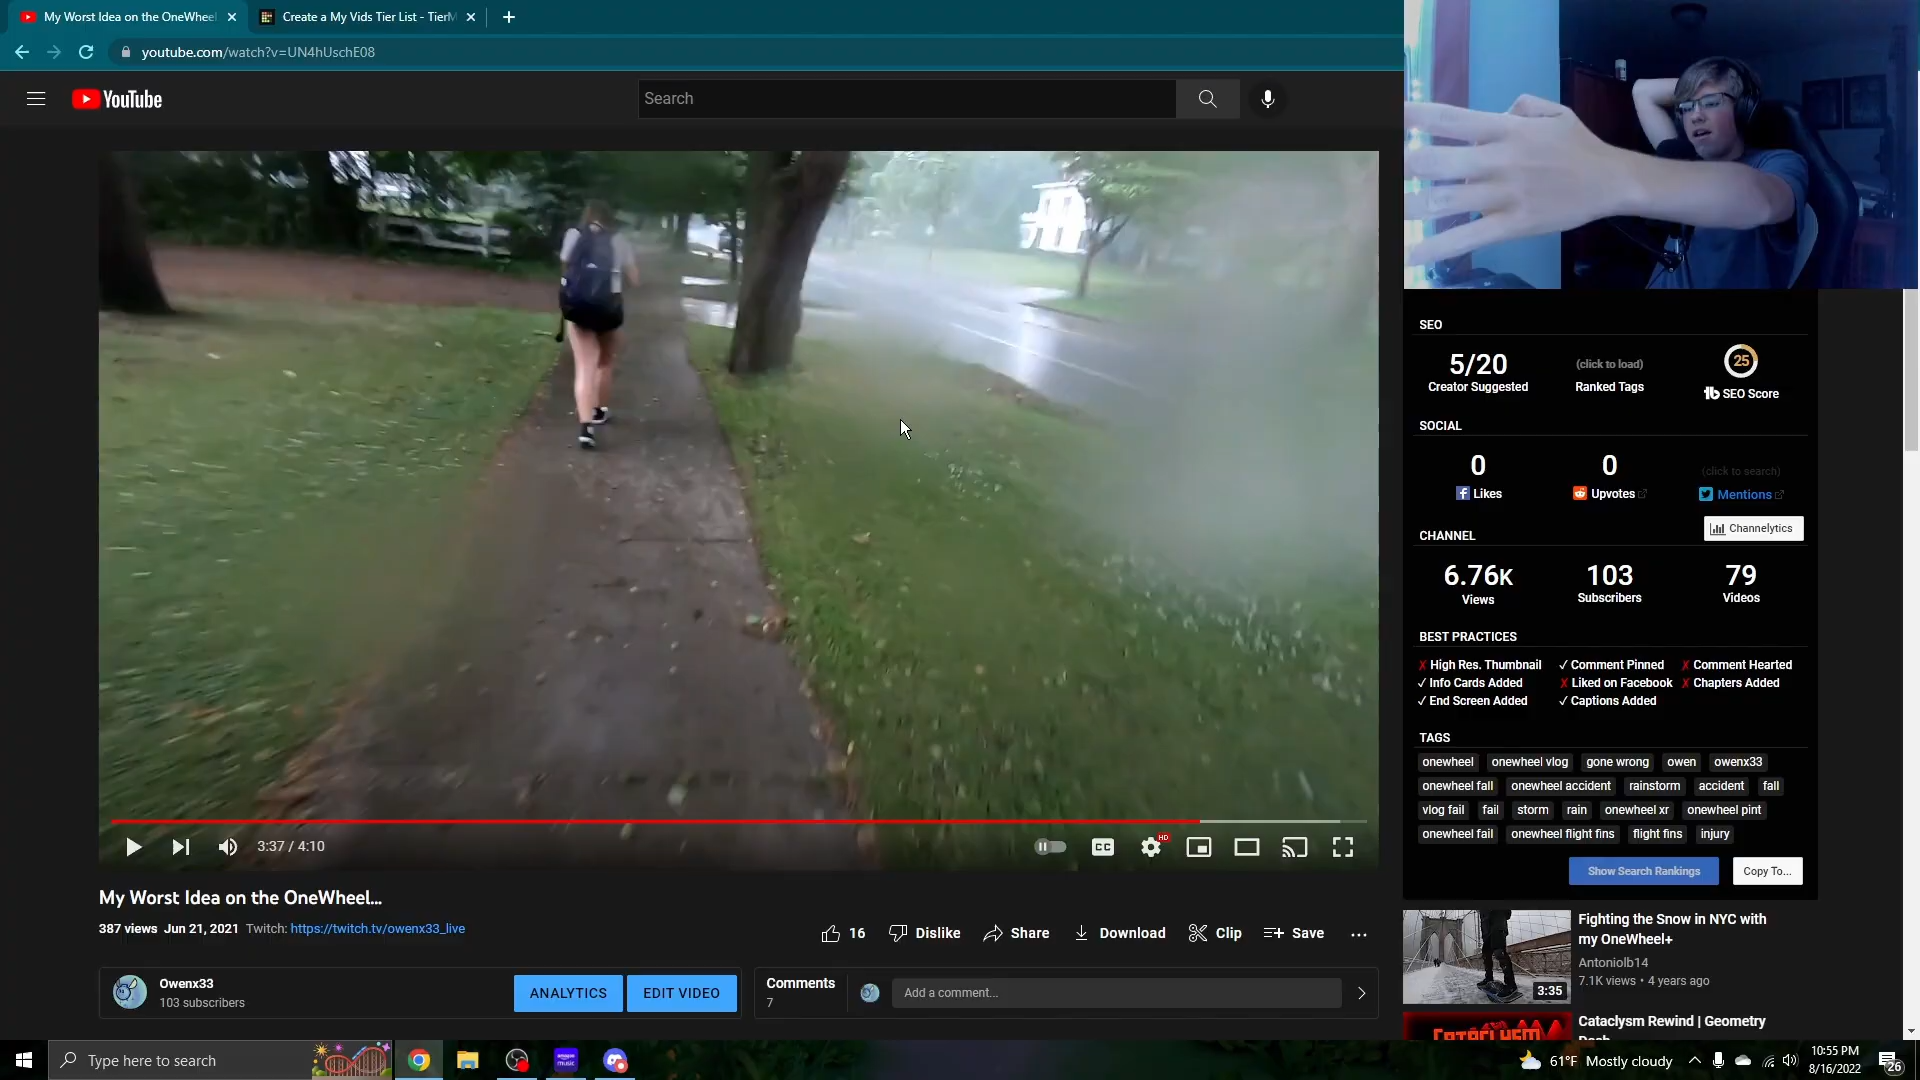 My Worst Idea on the OneWheel
Create a My Vids Tier List - TierM
youtube.com/watch?v=UN4hUschE08
YouTube
Search
SEO
5/20
Creator Suggested
(click to load)
Ranked Tags
25
tb SEO Score
SOCIAL
0
Likes
0
Upvotes
(click to search)
Mentions
CHANNEL
Channelytics
6.76K
Views
103
Subscribers
79
Videos
BEST PRACTICES
✗ High Res. Thumbnail ✓ Comment Pinned ✗ Comment Hearted
✓ Info Cards Added ✗ Liked on Facebook ✗ Chapters Added
✓ End Screen Added ✓ Captions Added
TAGS
onewheel onewheel vlog gone wrong owen owenx33
onewheel fall onewheel accident rainstorm accident fall
vlog fail fail storm rain onewheel xr onewheel pint
onewheel fail onewheel flight fins flight fins injury
Show Search Rankings Copy To...
3:37 / 4:10
CC
HD
My Worst Idea on the OneWheel...
387 views Jun 21, 2021 Twitch: https://twitch.tv/owenx33_live
16 Dislike Share Download Clip Save ...
Owenx33
103 subscribers
ANALYTICS EDIT VIDEO
Comments
7
Add a comment...
3:35
Fighting the Snow in NYC with
my OneWheel+
Antoniolb14
7.1K views • 4 years ago
CATACLYSM
Cataclysm Rewind | Geometry
Type here to search
amazon music
61°F Mostly cloudy
10:55 PM
8/16/2022
26